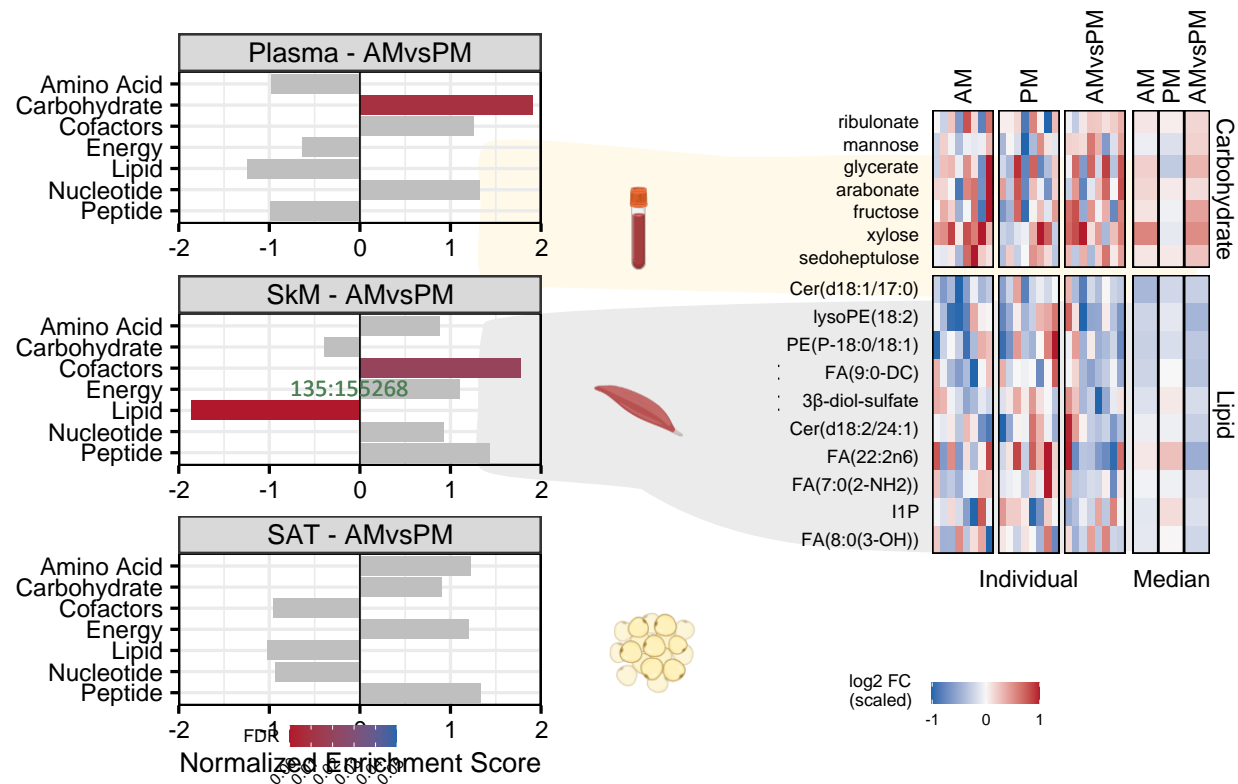 Plasma - AMvsPM
Amino Acid
Carbohydrate
Cofactors
Energy
Lipid
Nucleotide
Peptide
-2 -1 0 1 2
SkM - AMvsPM
Amino Acid
Carbohydrate
Cofactors
Energy
Lipid
Nucleotide
Peptide
135:155268
-2 -1 0 1 2
SAT - AMvsPM
Amino Acid
Carbohydrate
Cofactors
Energy
Lipid
Nucleotide
Peptide
-2 -1 0 1 2
FDR
Normalized Enrichment Score
AM PM AMvsPM AM PM AMvsPM
ribulonate
mannose
glycerate
arabonate
fructose
xylose
sedoheptulose
Carbohydrate
Cer(d18:1/17:0)
lysoPE(18:2)
PE(P-18:0/18:1)
FA(9:0-DC)
3β-diol-sulfate
Cer(d18:2/24:1)
FA(22:2n6)
FA(7:0(2-NH2))
I1P
FA(8:0(3-OH))
Lipid
Individual Median
log2 FC
(scaled)
-1 0 1